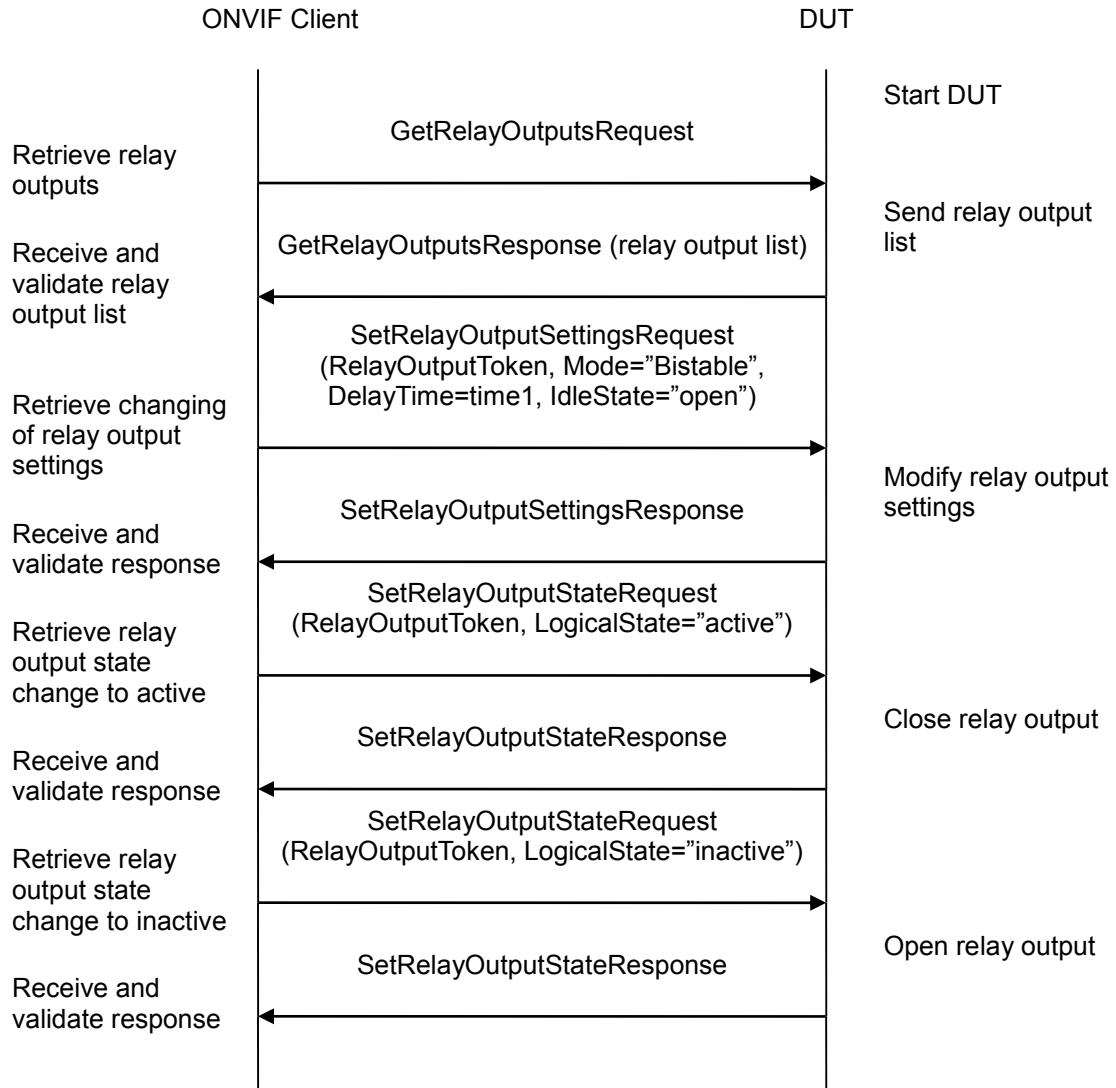 ONVIF Client
DUT
Start DUT
GetRelayOutputsRequest
Retrieve relay
outputs
Send relay output
list
GetRelayOutputsResponse (relay output list)
Receive and
validate relay
output list
SetRelayOutputSettingsRequest
(RelayOutputToken, Mode=”Bistable”,
DelayTime=time1, IdleState=”open”)
Retrieve changing
of relay output
settings
Modify relay output
settings
SetRelayOutputSettingsResponse
Receive and
validate response
SetRelayOutputStateRequest
(RelayOutputToken, LogicalState=”active”)
Retrieve relay
output state
change to active
Close relay output
SetRelayOutputStateResponse
Receive and
validate response
SetRelayOutputStateRequest
(RelayOutputToken, LogicalState=”inactive”)
Retrieve relay
output state
change to inactive
Open relay output
SetRelayOutputStateResponse
Receive and
validate response